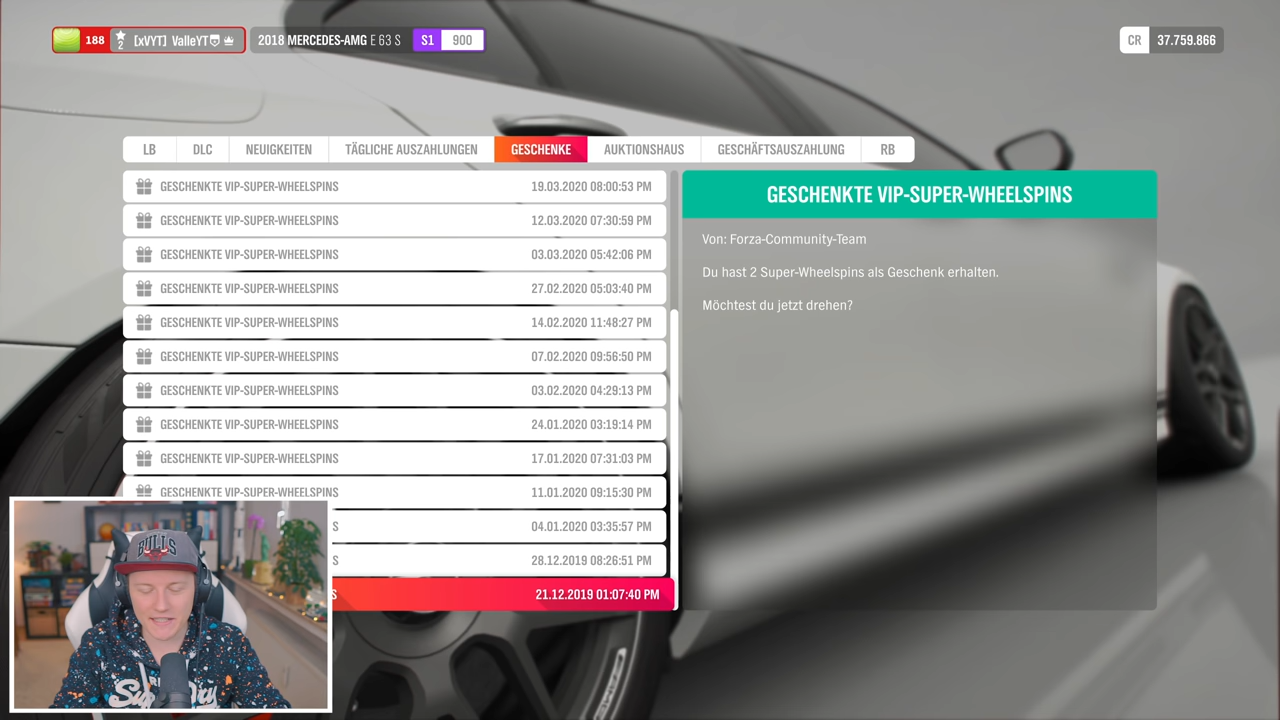 188 2 [xVYT] ValleYT 2018 MERCEDES-AMG E 63 S S1 900 CR 37.759.866
LB DLC NEUIGKEITEN TÄGLICHE AUSZAHLUNGEN GESCHENKE AUKTIONSHAUS GESCHÄFTSAUSZAHLUNG RB
GESCHENKTE VIP-SUPER-WHEELSPINS 19.03.2020 08:00:53 PM
GESCHENKTE VIP-SUPER-WHEELSPINS 12.03.2020 07:30:59 PM
GESCHENKTE VIP-SUPER-WHEELSPINS 03.03.2020 05:42:06 PM
GESCHENKTE VIP-SUPER-WHEELSPINS 27.02.2020 05:03:40 PM
GESCHENKTE VIP-SUPER-WHEELSPINS 14.02.2020 11:48:27 PM
GESCHENKTE VIP-SUPER-WHEELSPINS 07.02.2020 09:56:50 PM
GESCHENKTE VIP-SUPER-WHEELSPINS 03.02.2020 04:29:13 PM
GESCHENKTE VIP-SUPER-WHEELSPINS 24.01.2020 03:19:14 PM
GESCHENKTE VIP-SUPER-WHEELSPINS 17.01.2020 07:31:03 PM
GESCHENKTE VIP-SUPER-WHEELSPINS 11.01.2020 09:15:30 PM
S 04.01.2020 03:35:57 PM
S 28.12.2019 08:26:51 PM
S 21.12.2019 01:07:40 PM
GESCHENKTE VIP-SUPER-WHEELSPINS
Von: Forza-Community-Team
Du hast 2 Super-Wheelspins als Geschenk erhalten.
Möchtest du jetzt drehen?
BULLS